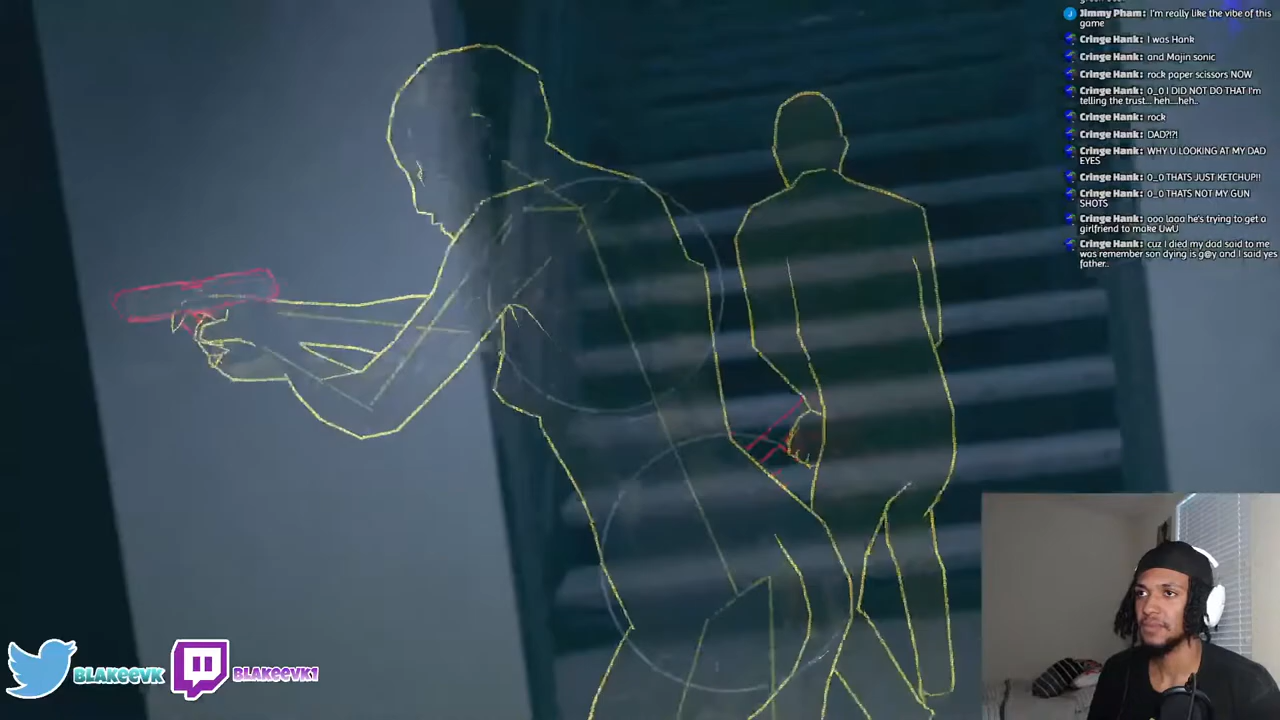 Jimmy Pham: I'm really like the vibe of this
game
Cringe Hank: I was Hank
Cringe Hank: and Majin sonic
Cringe Hank: rock paper scissors NOW
Cringe Hank: 0_0 I DID NOT DO THAT I'm
telling the trust... heh....heh..
Cringe Hank: rock
Cringe Hank: DAD?!?!
Cringe Hank: WHY U LOOKING AT MY DAD
EYES
Cringe Hank: 0_0 THATS JUST KETCHUP!!
Cringe Hank: 0_0 THATS NOT MY GUN
SHOTS
Cringe Hank: ooo laaa he's trying to get a
girlfriend to make UwU
Cringe Hank: cuz I died my dad said to me
was remember son dying is g@y and I said yes
father..
BLAKEEVK
BLAKEEVK1